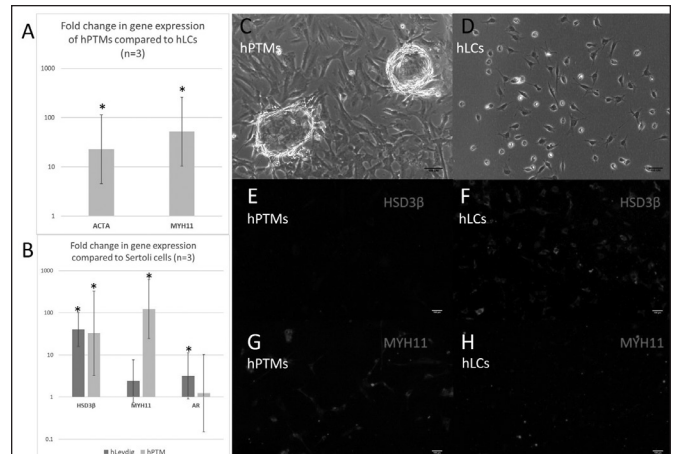 A
Fold change in gene expression
of hPTMs compared to hLCs
(n=3)
1000
100
10
1
*
*
ACTA
MYH11
B
Fold change in gene expression
compared to Sertoli cells (n=3)
1000
100
10
1
0.1
*
*
*
*
HSD3β
MYH11
AR
hLeydig
hPTM
C
hPTMs
D
hLCs
E
HSD3β
hPTMs
F
HSD3β
hLCs
G
MYH11
hPTMs
H
MYH11
hLCs